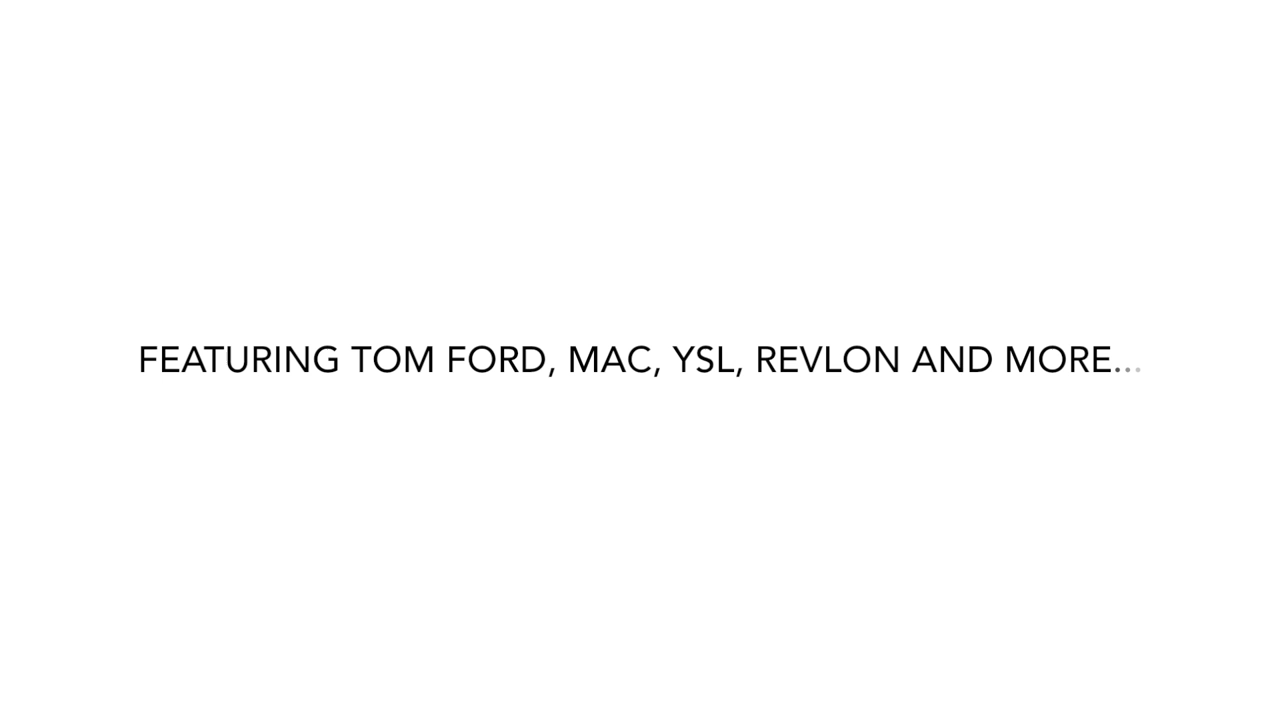 FEATURING TOM FORD, MAC, YSL, REVLON AND MORE...